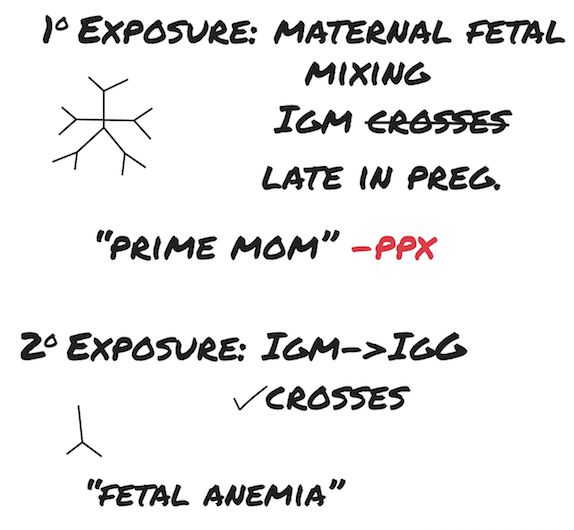 1° EXPOSURE: MATERNAL FETAL
MIXING
IGM CROSSES
LATE IN PREG.
"PRIME MOM" -PPX
2° EXPOSURE: IGM->IGG
✓CROSSES
"FETAL ANEMIA"